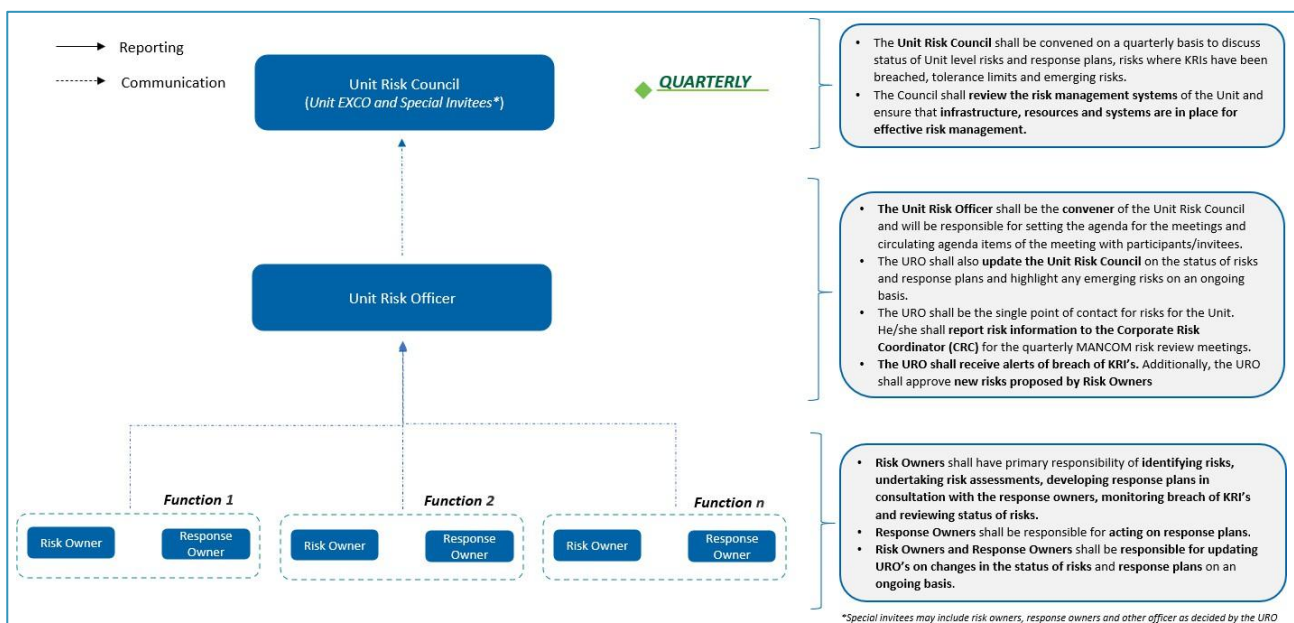 Reporting
Communication
Unit Risk Council
(Unit EXCO and Special Invitees*)
QUARTERLY
• The Unit Risk Council shall be convened on a quarterly basis to discuss
status of Unit level risks and response plans, risks where KRIs have been
breached, tolerance limits and emerging risks.
• The Council shall review the risk management systems of the Unit and
ensure that infrastructure, resources and systems are in place for
effective risk management.
Unit Risk Officer
• The Unit Risk Officer shall be the convener of the Unit Risk Council
and will be responsible for setting the agenda for the meetings and
circulating agenda items of the meeting with participants/invitees.
• The URO shall also update the Unit Risk Council on the status of risks
and response plans and highlight any emerging risks on an ongoing
basis.
• The URO shall be the single point of contact for risks for the Unit.
He/she shall report risk information to the Corporate Risk
Coordinator (CRC) for the quarterly MANCOM risk review meetings.
• The URO shall receive alerts of breach of KRI's. Additionally, the URO
shall approve new risks proposed by Risk Owners
Function 1
Risk Owner
Response
Owner
Function 2
Risk Owner
Response
Owner
Function n
Risk Owner
Response
Owner
• Risk Owners shall have primary responsibility of identifying risks,
undertaking risk assessments, developing response plans in
consultation with the response owners, monitoring breach of KRI's
and reviewing status of risks.
• Response Owners shall be responsible for acting on response plans.
• Risk Owners and Response Owners shall be responsible for updating
URO's on changes in the status of risks and response plans on an
ongoing basis.
*Special invitees may include risk owners, response owners and other officer as decided by the URO